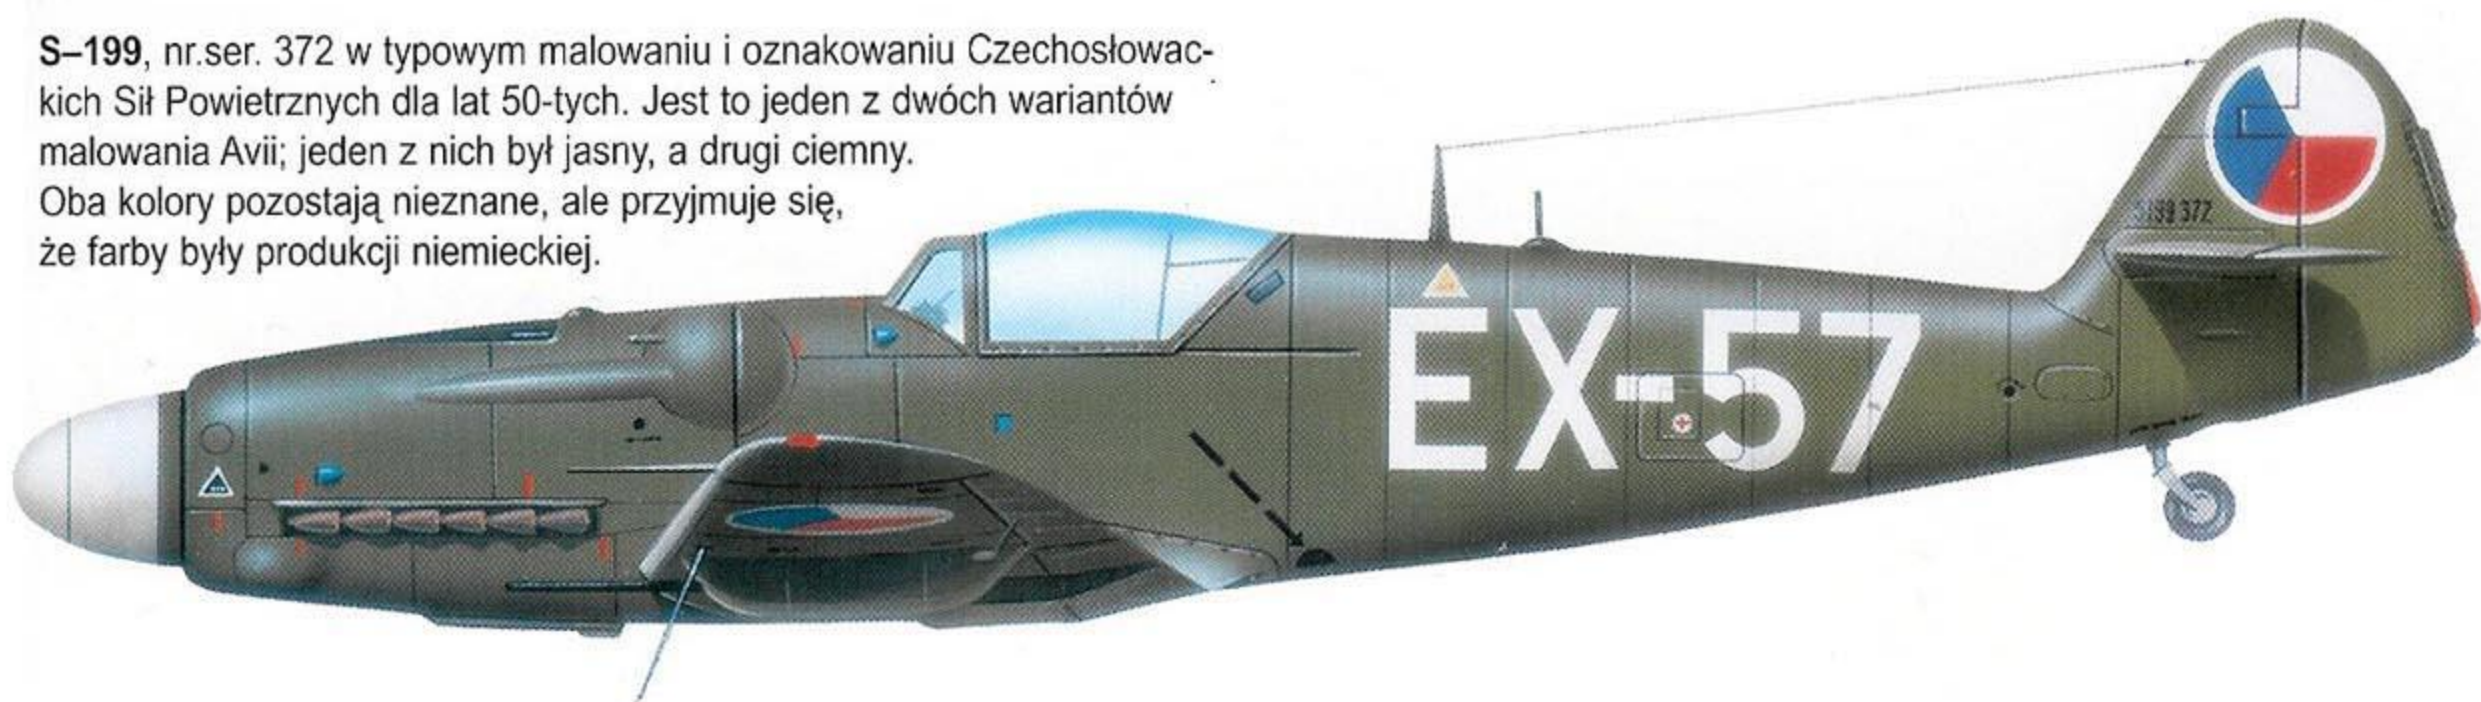 S–199, nr.ser. 372 w typowym malowaniu i oznakowaniu Czechosłowac-
kich Sił Powietrznych dla lat 50-tych. Jest to jeden z dwóch wariantów
malowania Avii; jeden z nich był jasny, a drugi ciemny.
Oba kolory pozostają nieznane, ale przyjmuje się,
że farby były produkcji niemieckiej.
S199 372
EX-57